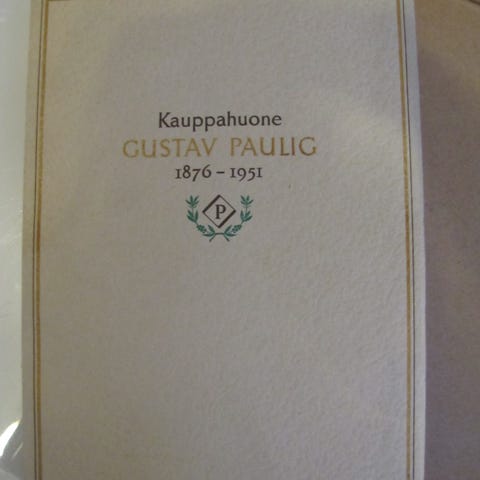 Kauppahuone
GUSTAV PAULIG
1876 – 1951
P